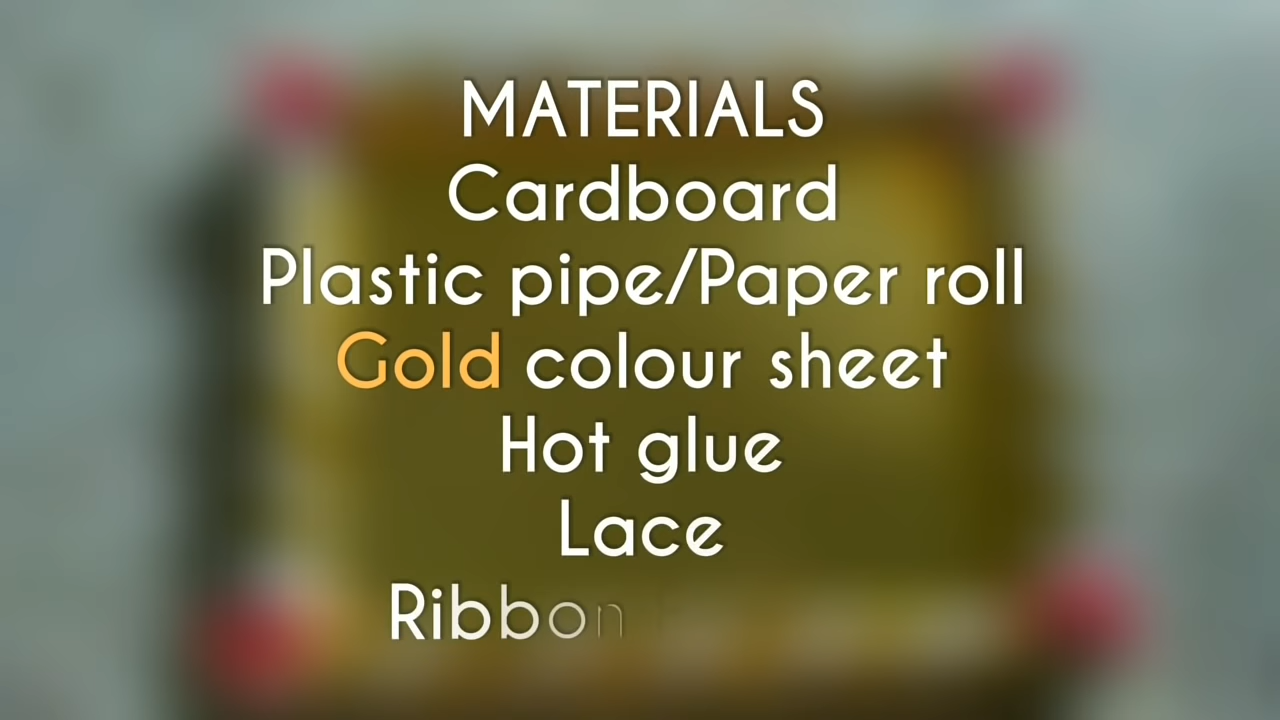 MATERIALS
Cardboard
Plastic pipe/Paper roll
Gold colour sheet
Hot glue
Lace
Ribbon